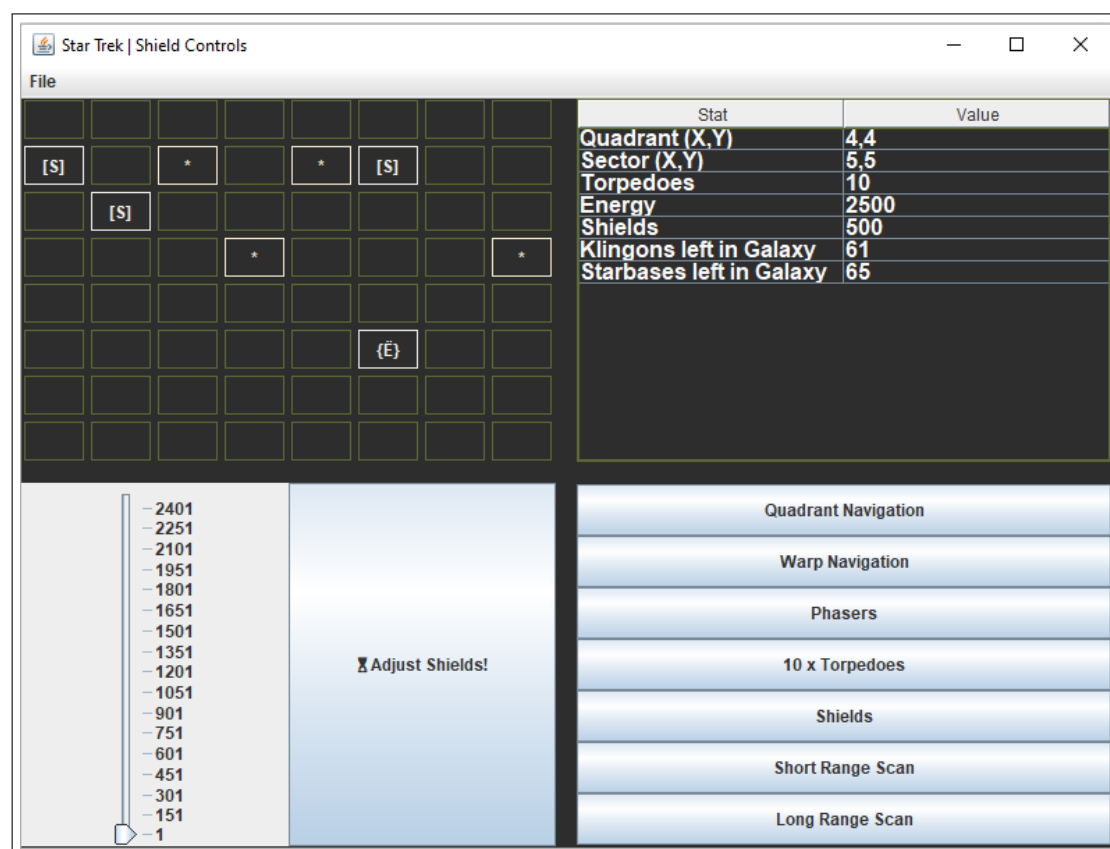 Star Trek | Shield Controls
File
[S] * * [S]
[S]
* *
{Ë}
Stat Value
Quadrant (X,Y) 4,4
Sector (X,Y) 5,5
Torpedoes 10
Energy 2500
Shields 500
Klingons left in Galaxy 61
Starbases left in Galaxy 65
2401
2251
2101
1951
1801
1651
1501
1351
1201
1051
901
751
601
451
301
151
1
⌛Adjust Shields!
Quadrant Navigation
Warp Navigation
Phasers
10 x Torpedoes
Shields
Short Range Scan
Long Range Scan